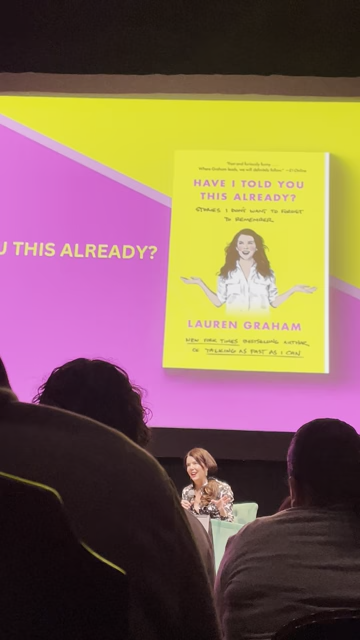 U THIS ALREADY?
HAVE I TOLD YOU
THIS ALREADY?
STORIES I DON'T WANT TO FORGET
TO REMEMBER
LAUREN GRAHAM
NEW YORK TIMES BESTSELLING AUTHOR
OF TALKING AS FAST AS I CAN